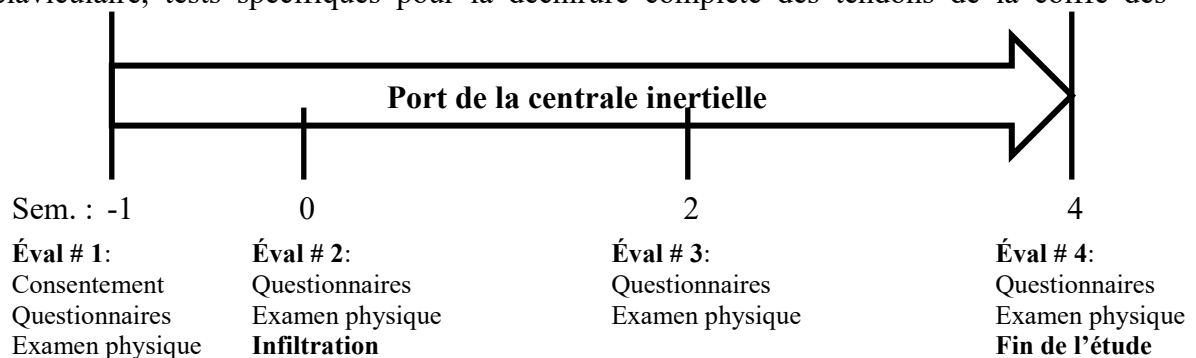 claviculaire, tests spécifiques pour la déchirure complète des tendons de la coiffe des
Port de la centrale inertielle
Sem. : -1 0 2 4
Éval # 1: Éval # 2: Éval # 3: Éval # 4:
Consentement Questionnaires Questionnaires Questionnaires
Questionnaires Examen physique Examen physique Examen physique
Examen physique Infiltration Fin de l'étude